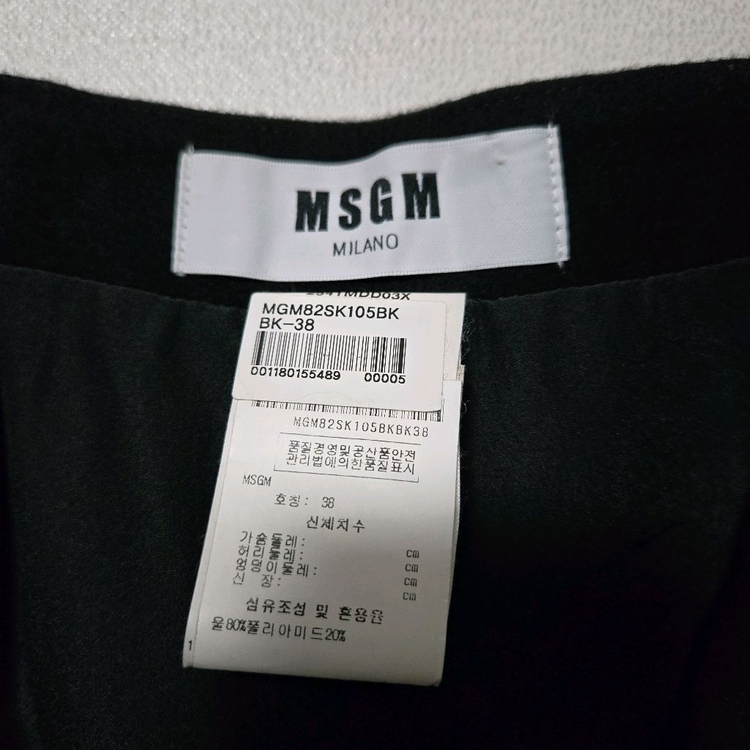 MSGM
MILANO
2541MDD03X
MGM82SK105BK
BK-38
001180155489 00005
MGM82SK105BKBK38
품질경영및공산품안전
관리법에의한품질표시
MSGM
호칭: 38
신체치수
가슴둘레: cm
허리둘레: cm
엉덩이둘레: cm
신 장: cm
섬유조성 및 혼용율
울80%폴리아미드20%
1